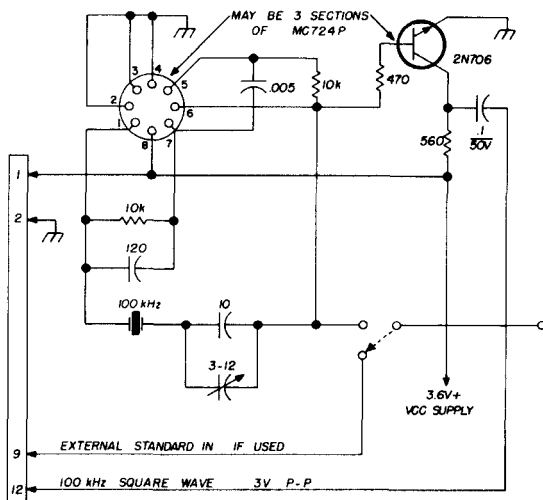 MAY BE 3 SECTIONS
OF MC724P
2N706
3
4
5
2
6
1
8
7
.005
10k
470
560
.1
50V
1
2
10k
120
100 kHz
10
3-12
3.6V+
VCC SUPPLY
9
EXTERNAL STANDARD IN IF USED
12
100 kHz SQUARE WAVE 3V P-P